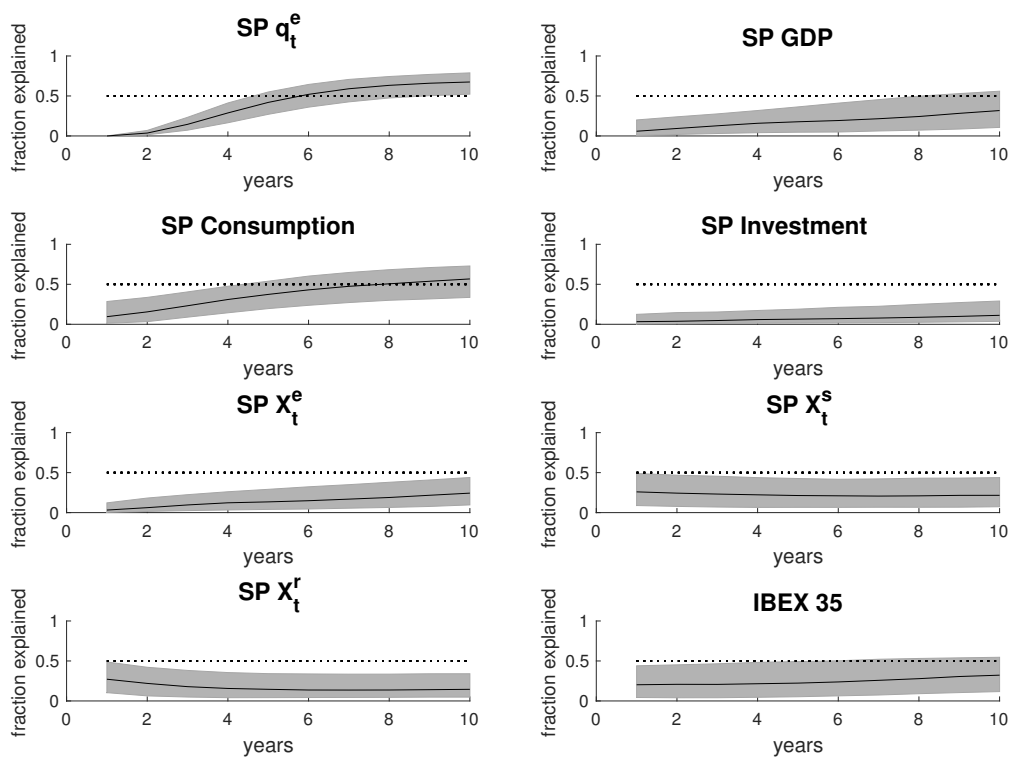 SP q_t^e
fraction explained
1
0.5
0
0 2 4 6 8 10
years
SP GDP
fraction explained
1
0.5
0
0 2 4 6 8 10
years
SP Consumption
fraction explained
1
0.5
0
0 2 4 6 8 10
years
SP Investment
fraction explained
1
0.5
0
0 2 4 6 8 10
years
SP X_t^e
fraction explained
1
0.5
0
0 2 4 6 8 10
years
SP X_t^s
fraction explained
1
0.5
0
0 2 4 6 8 10
years
SP X_t^r
fraction explained
1
0.5
0
0 2 4 6 8 10
years
IBEX 35
fraction explained
1
0.5
0
0 2 4 6 8 10
years